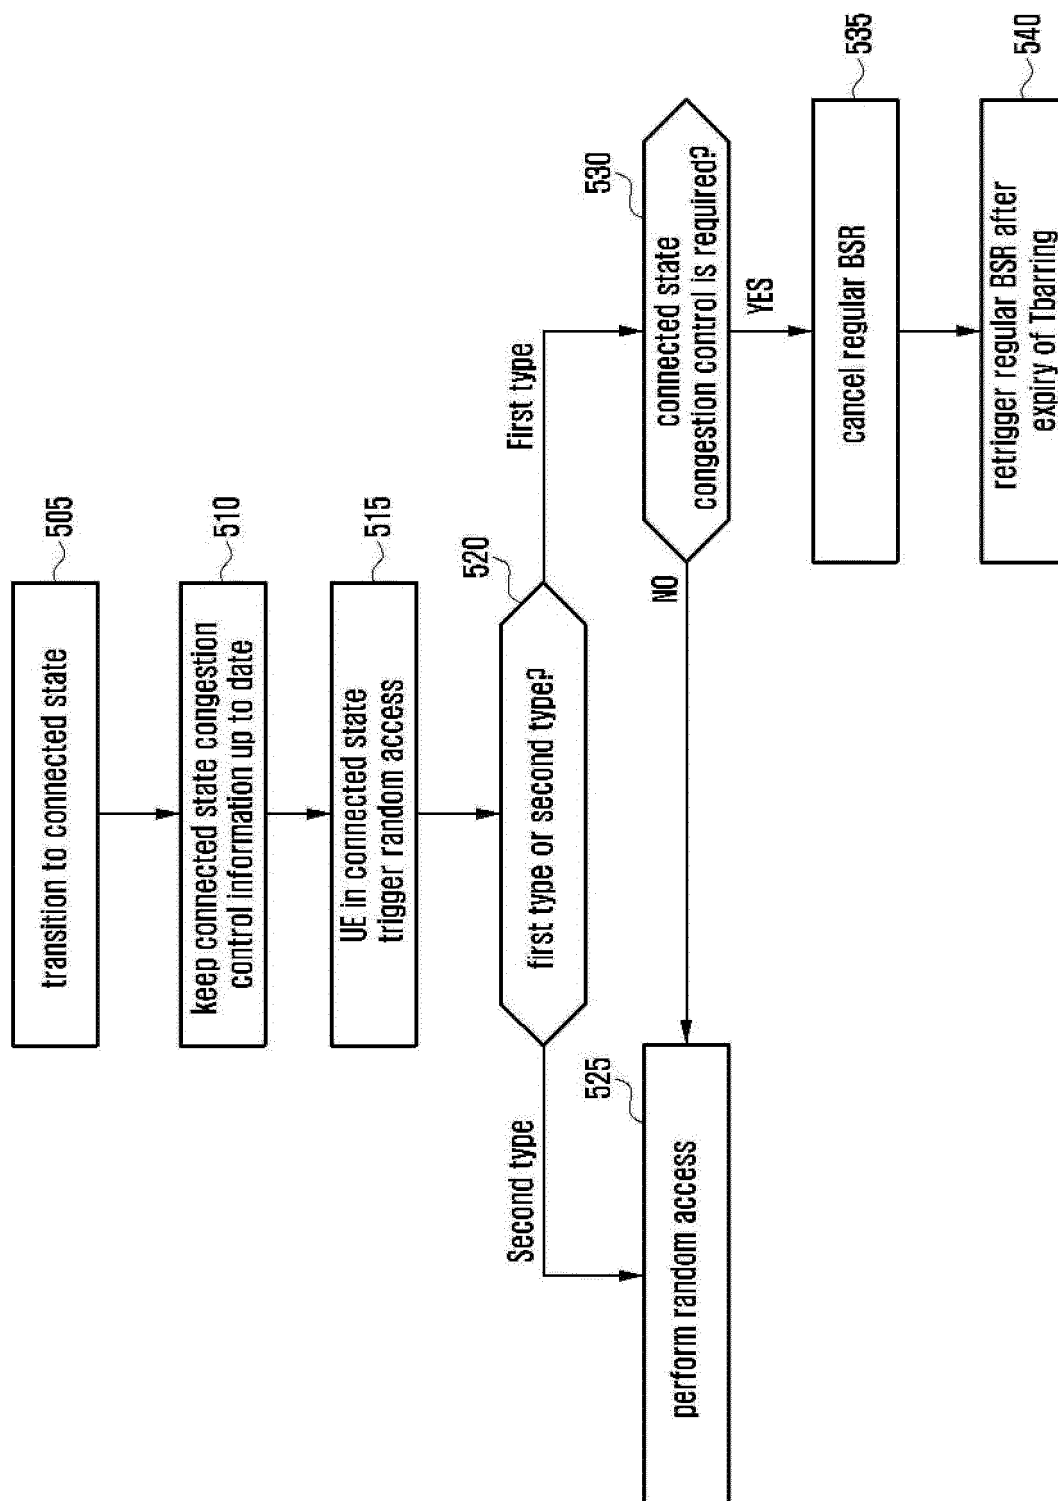 505
transition to connected state
510
keep connected state congestion
control information up to date
515
UE in connected state
trigger random access
520
first type or second type?
Second type
First type
525
perform random access
530
connected state
congestion control is required?
NO
YES
535
cancel regular BSR
540
retrigger regular BSR after
expiry of Tbarring